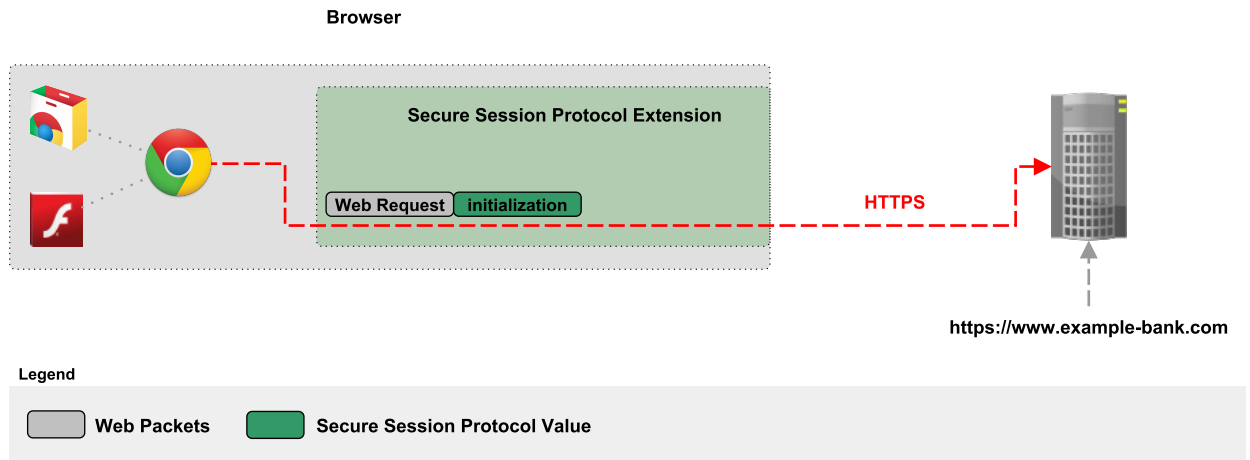 Browser
Secure Session Protocol Extension
Web Request initialization
HTTPS
https://www.example-bank.com
Legend
Web Packets Secure Session Protocol Value